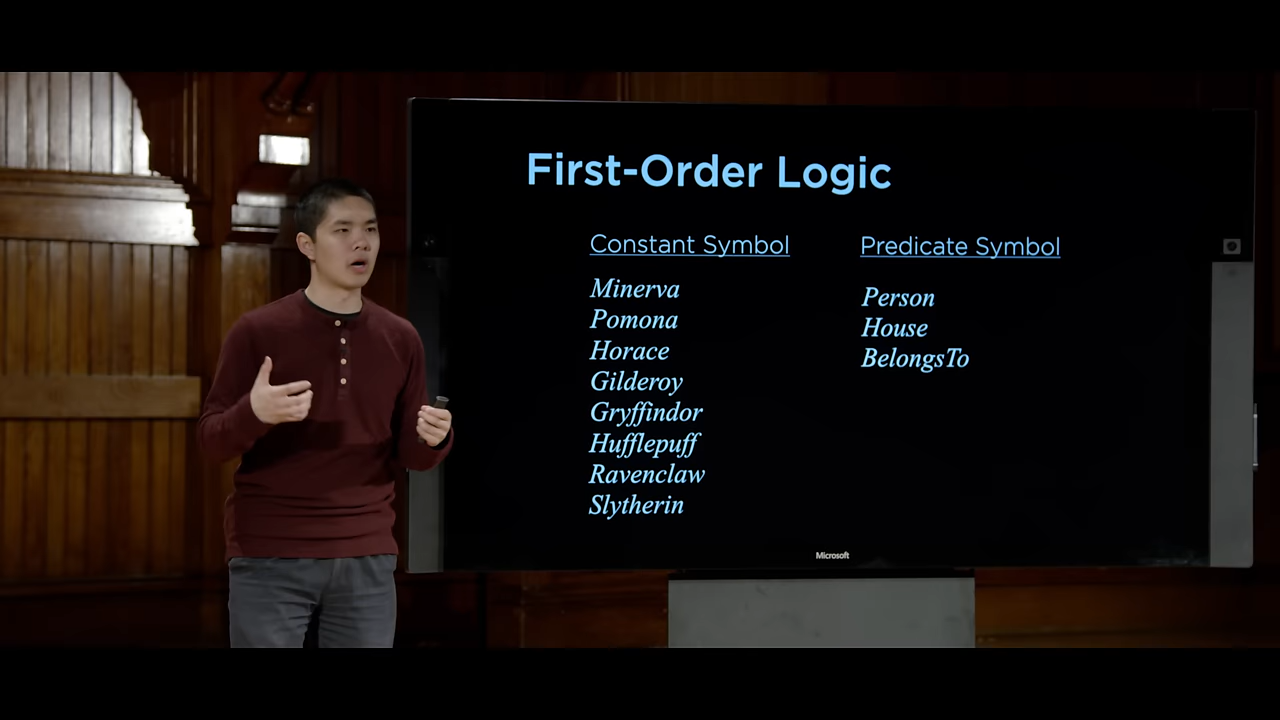 First-Order Logic
Constant Symbol
Minerva
Pomona
Horace
Gilderoy
Gryffindor
Hufflepuff
Ravenclaw
Slytherin
Predicate Symbol
Person
House
BelongsTo
Microsoft